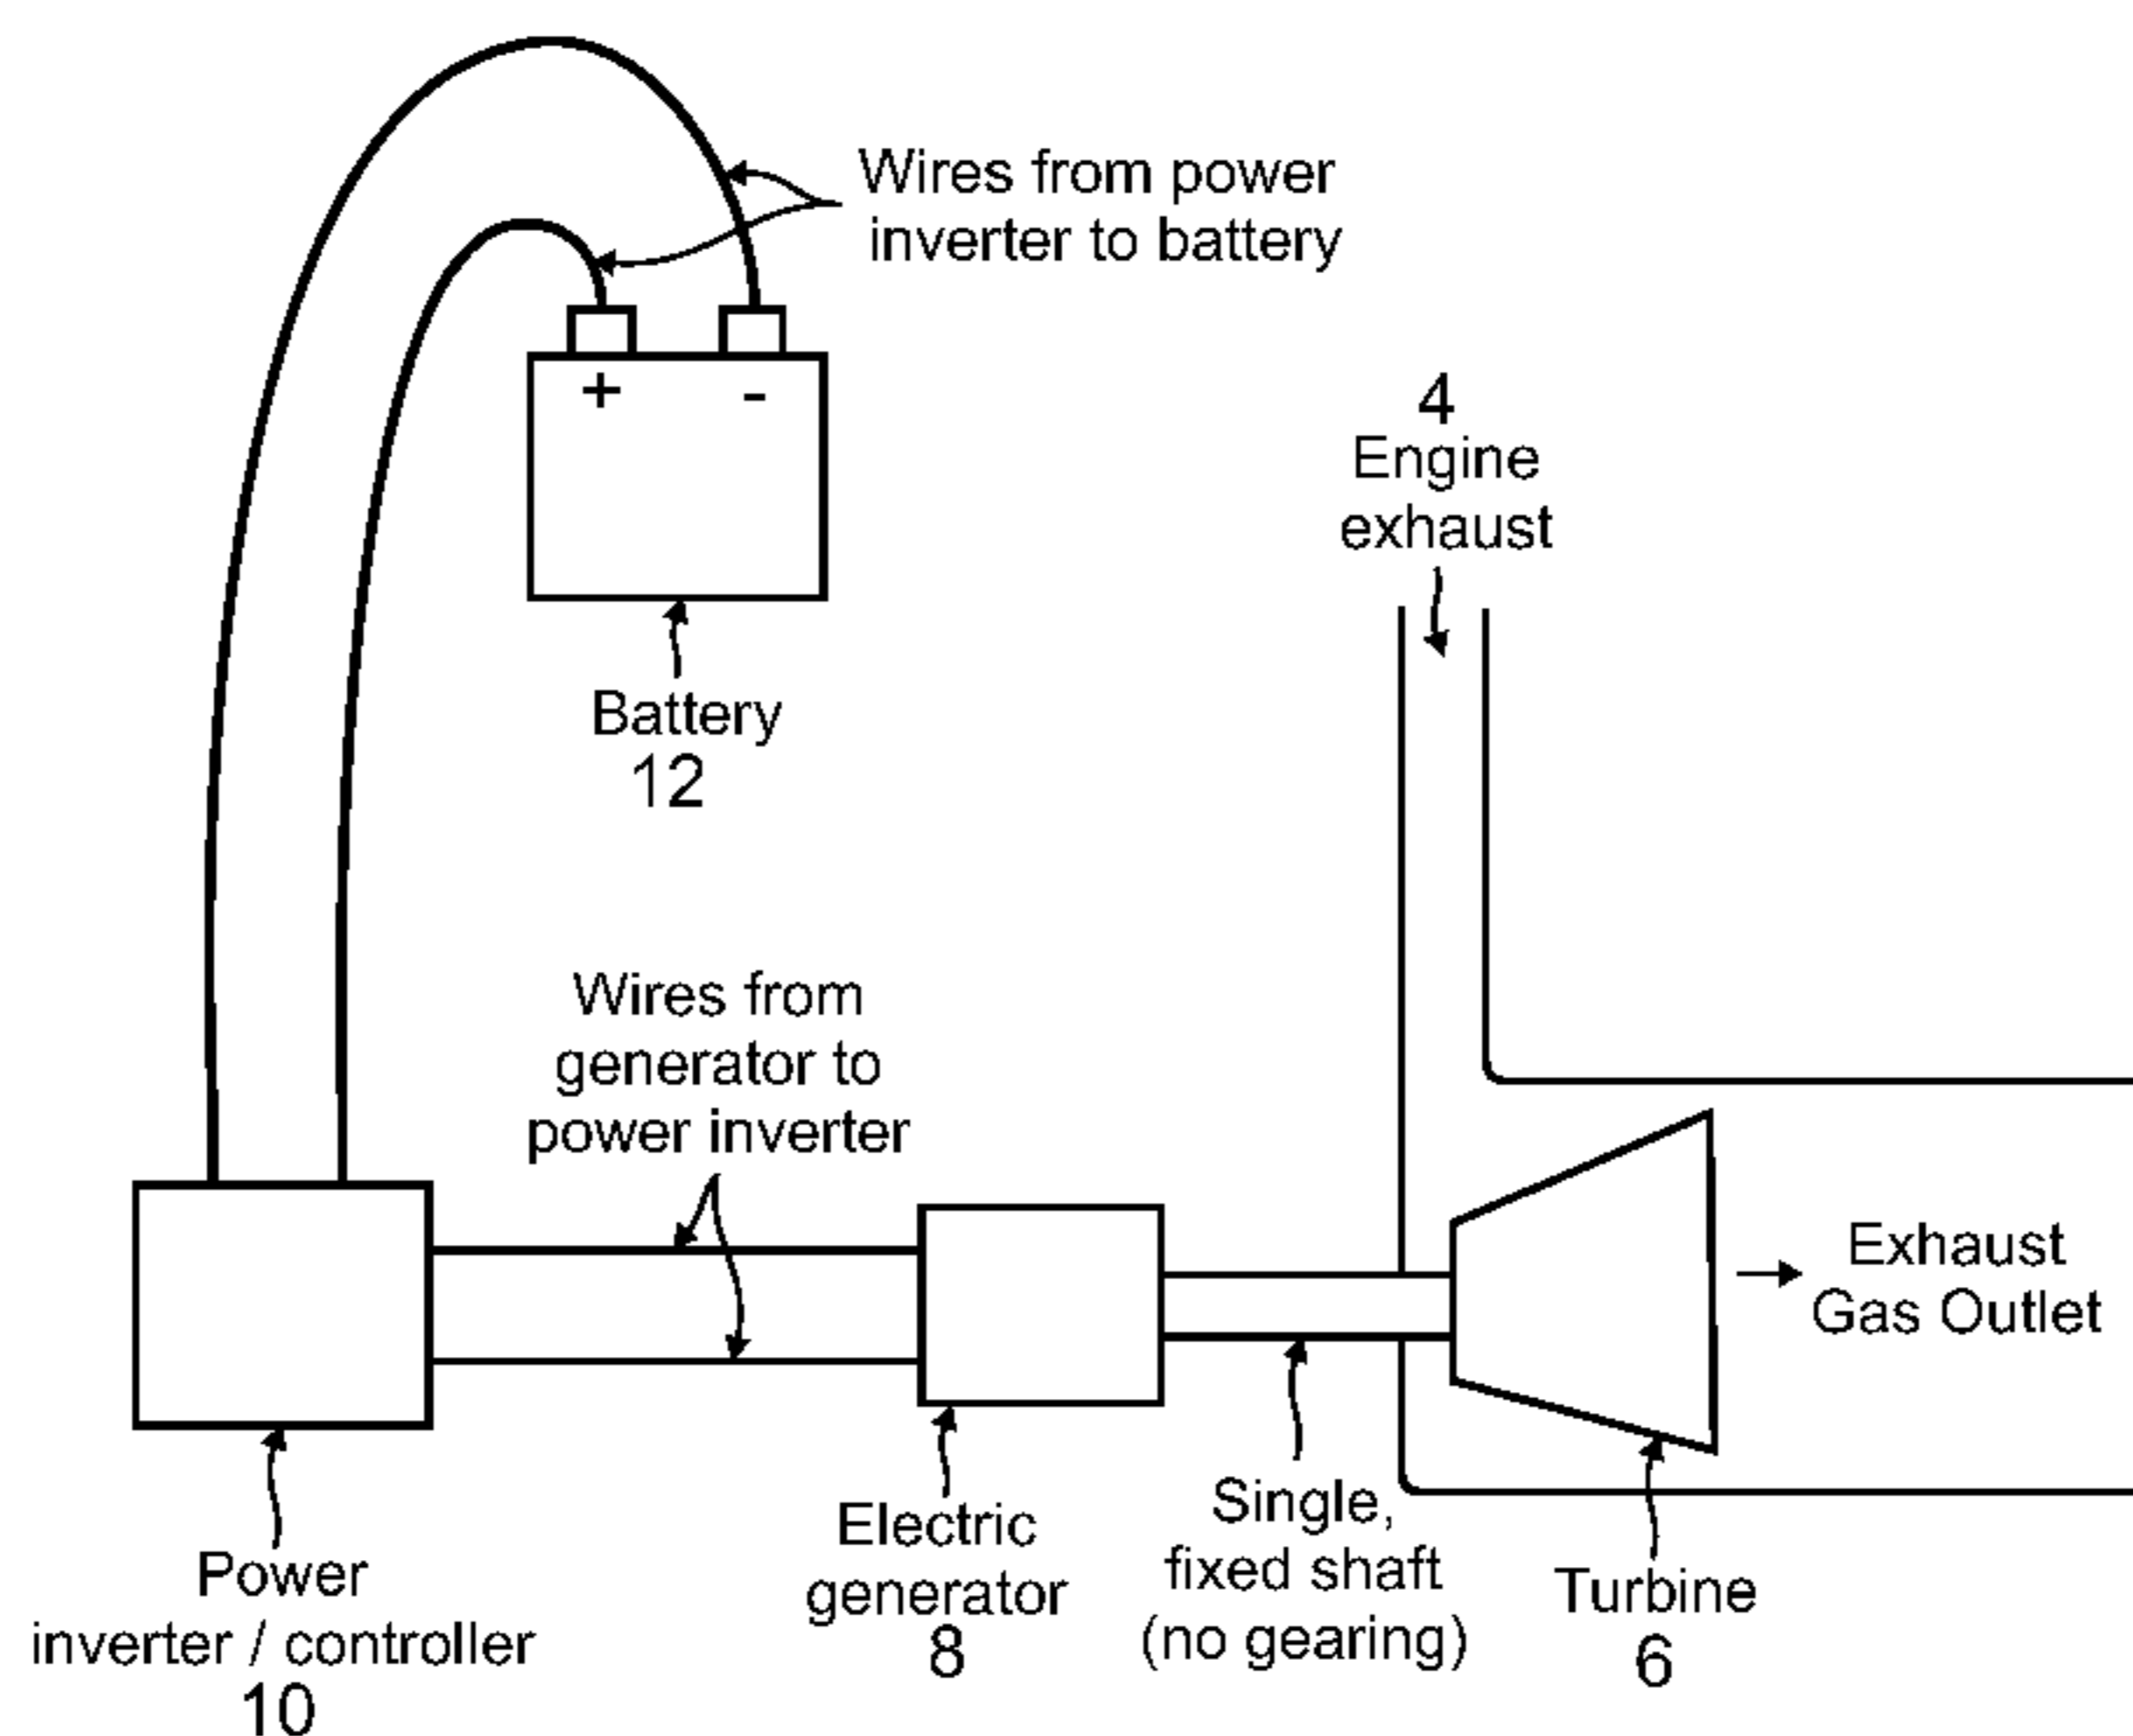 Wires from power
inverter to battery
+ -
4
Engine
exhaust
Battery
12
Wires from
generator to
power inverter
Exhaust
Gas Outlet
Power
inverter / controller
10
Electric
generator
8
Single,
fixed shaft
(no gearing)
Turbine
6